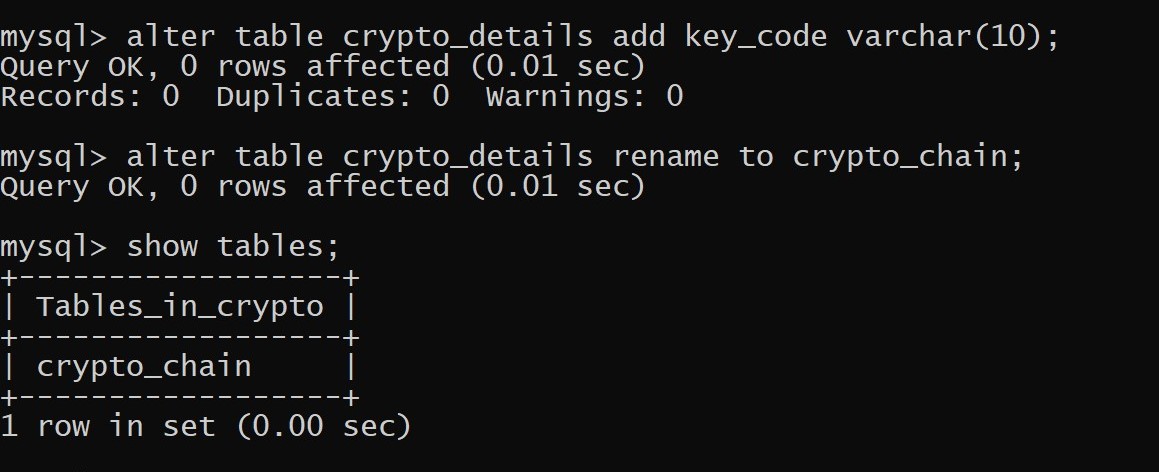 mysql> alter table crypto_details add key_code varchar(10);
Query OK, 0 rows affected (0.01 sec)
Records: 0  Duplicates: 0  Warnings: 0
mysql> alter table crypto_details rename to crypto_chain;
Query OK, 0 rows affected (0.01 sec)
mysql> show tables;
+------------------+
| Tables_in_crypto |
+------------------+
| crypto_chain     |
+------------------+
1 row in set (0.00 sec)